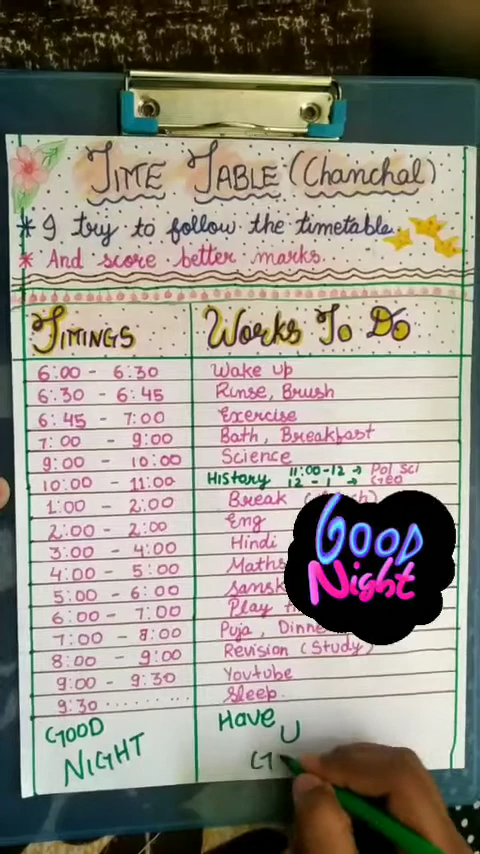 TIME TABLE (Chanchal)
* I try to follow the timetable.
* And score better marks.
TIMINGS Works To Do
6:00 - 6:30 Wake up
6:30 - 6:45 Rinse, Brush
6:45 - 7:00 Exercise
7:00 - 9:00 Bath, Breakfast
9:00 - 10:00 Science
10:00 - 11:00 History 11:00-12 → Pol Sci
12 - 1 → Geo
1:00 - 2:00 Break
2:00 - 2:00 Eng
3:00 - 4:00 Hindi
4:00 - 5:00 Maths
5:00 - 6:00 Sansk
6:00 - 7:00 Play
7:00 - 8:00 Puja, Dinne
8:00 - 9:00 Revision (Study)
9:00 - 9:30 Youtube
9:30 .......... Sleep.
GOOD
Night
GOOD
NIGHT
Have
U
G